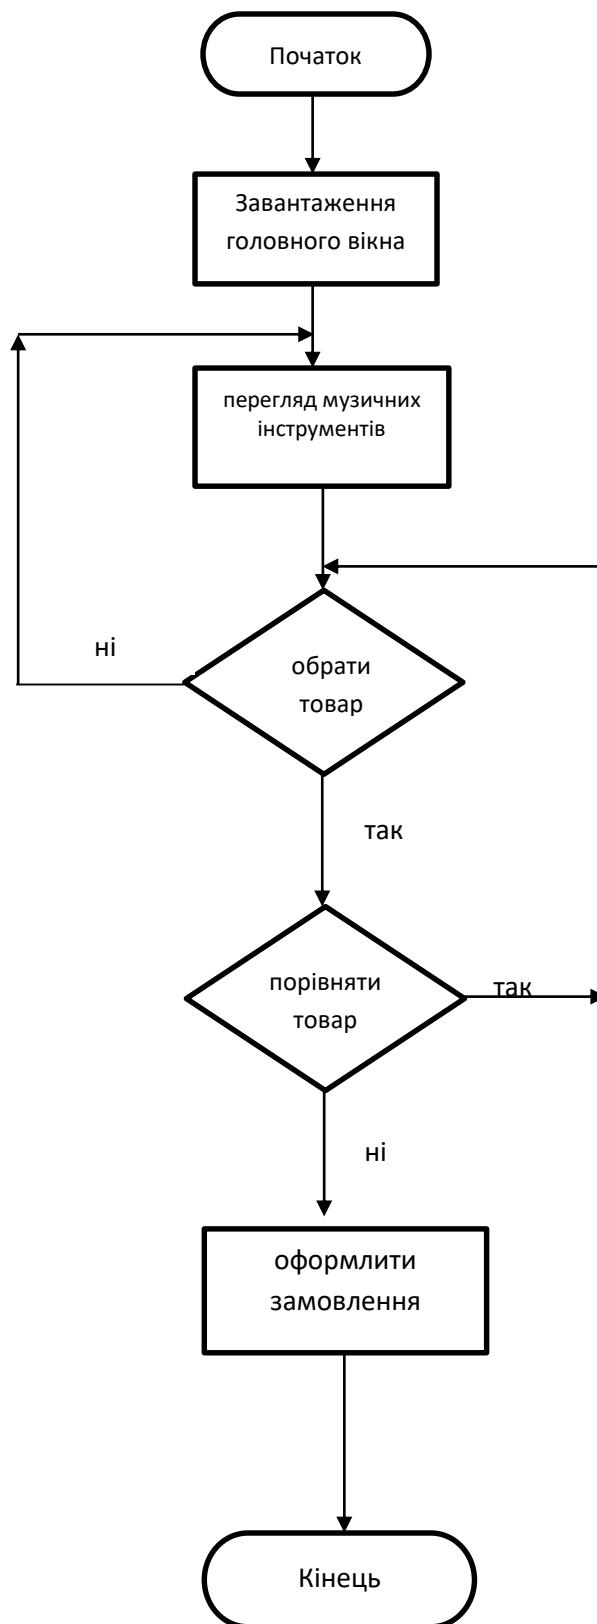 Початок
Завантаження
головного вікна
перегляд музичних
інструментів
ні
обрати
товар
так
порівняти
товар
так
ні
оформлити
замовлення
Кінець